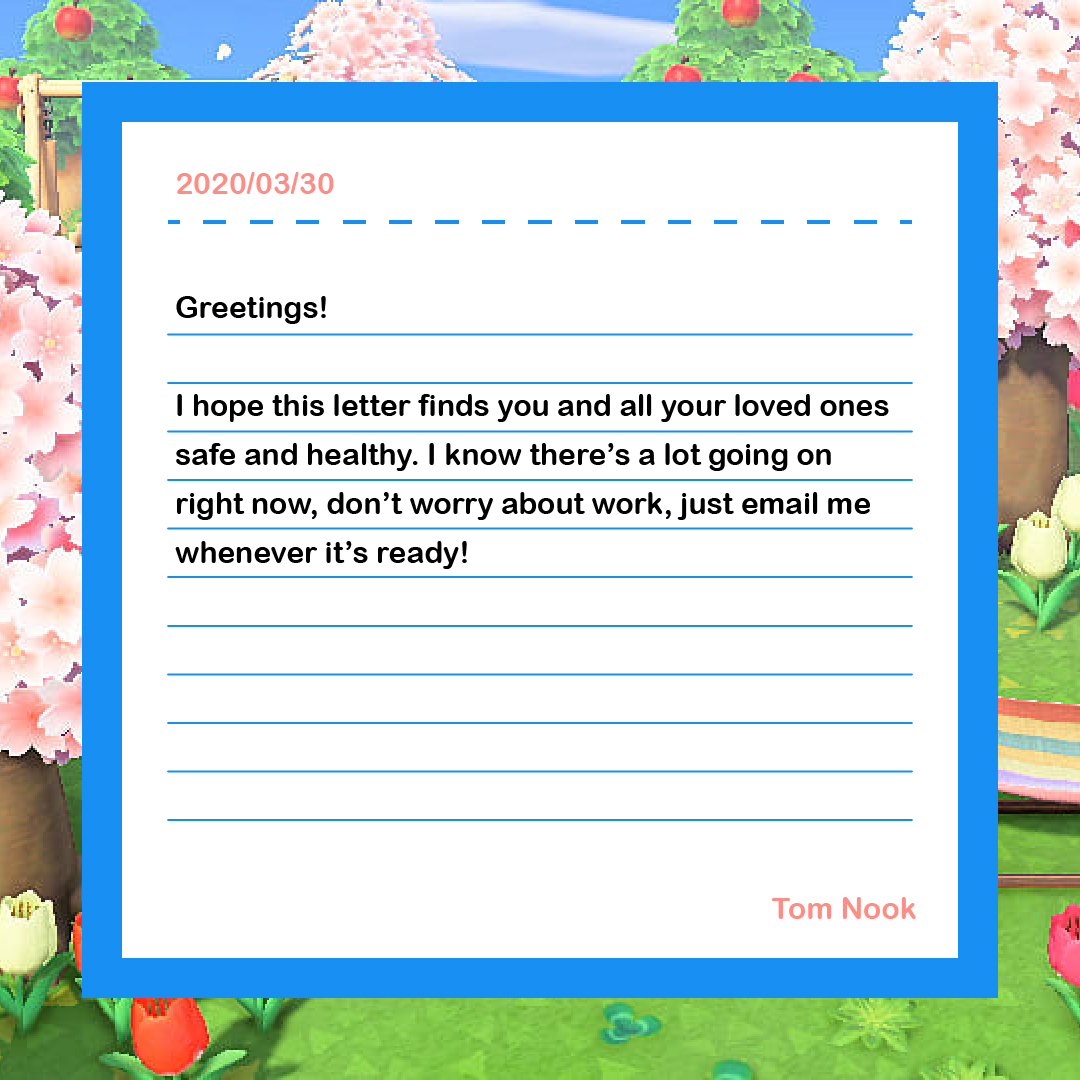 2020/03/30
Greetings!
I hope this letter finds you and all your loved ones
safe and healthy. I know there’s a lot going on
right now, don’t worry about work, just email me
whenever it’s ready!
Tom Nook